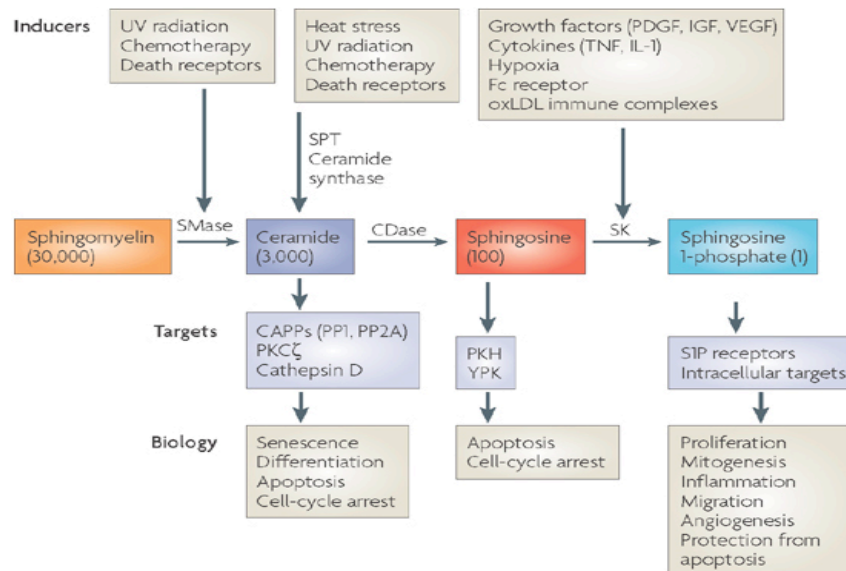 Inducers
UV radiation
Chemotherapy
Death receptors
Heat stress
UV radiation
Chemotherapy
Death receptors
Growth factors (PDGF, IGF, VEGF)
Cytokines (TNF, IL-1)
Hypoxia
Fc receptor
oxLDL immune complexes
SPT
Ceramide
synthase
Sphingomyelin
(30,000)
SMase
Ceramide
(3,000)
CDase
Sphingosine
(100)
SK
Sphingosine
1-phosphate (1)
Targets
CAPPs (PP1, PP2A)
PKCζ
Cathepsin D
PKH
YPK
S1P receptors
Intracellular targets
Biology
Senescence
Differentiation
Apoptosis
Cell-cycle arrest
Apoptosis
Cell-cycle arrest
Proliferation
Mitogenesis
Inflammation
Migration
Angiogenesis
Protection from
apoptosis